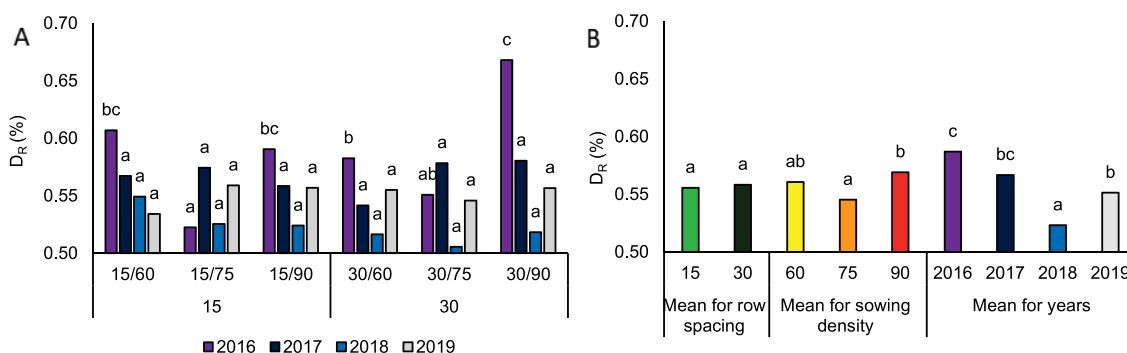 A
D_R (%)
0.70
0.65
0.60
0.55
0.50
bc a a a
a a a a
bc a a a
b a a a
ab a a a
c a a a
15/60 15/75 15/90 30/60 30/75 30/90
15 30
2016 2017 2018 2019
B
D_R (%)
0.70
0.65
0.60
0.55
0.50
a a ab a b c bc a b
15 30 60 75 90 2016 2017 2018 2019
Mean for row spacing
Mean for sowing density
Mean for years